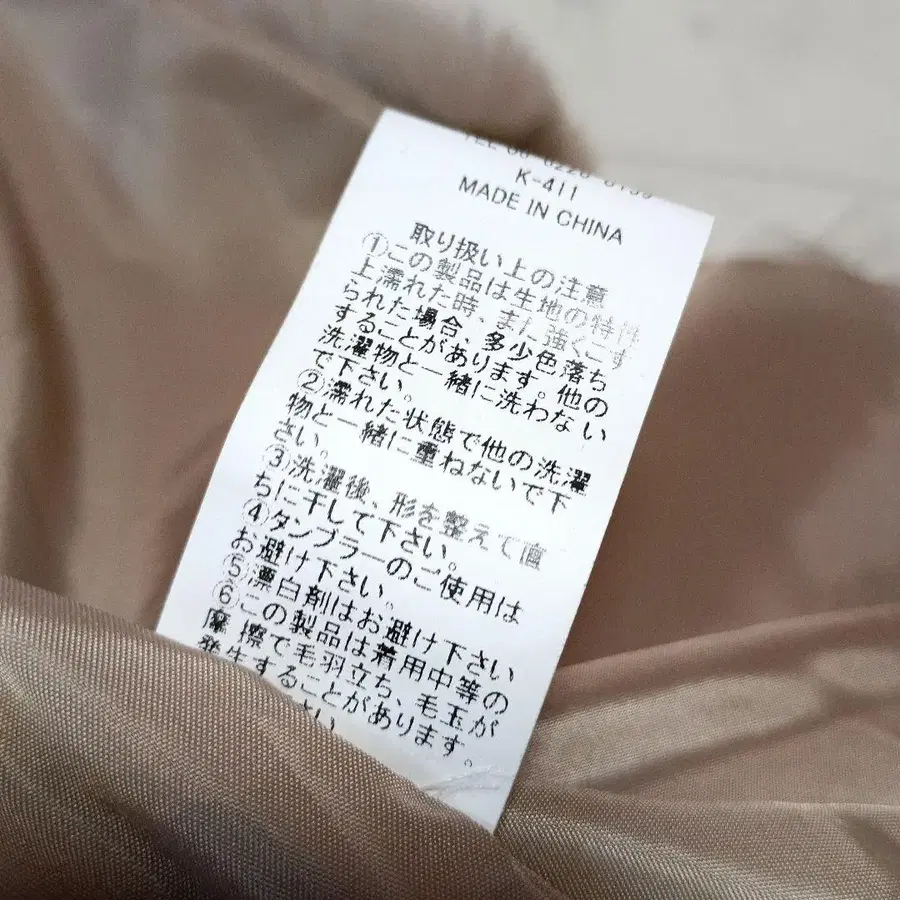 K-411
MADE IN CHINA
取り扱い上の注意
①この製品は生地の特性
上濡れた時、また強くこす
られた場合、多少色落ち
することがあります。他の
洗濯物と一緒に洗わない
で下さい。
②濡れた状態で他の洗濯
物と一緒に重ねないで下
さい。
③洗濯後、形を整えて直
ちに干して下さい。
④タンブラーのご使用は
お避け下さい。
⑤漂白剤はお避け下さい
⑥この製品は着用中等の
摩擦で毛羽立ち、毛玉が
発生することがあります。
さい